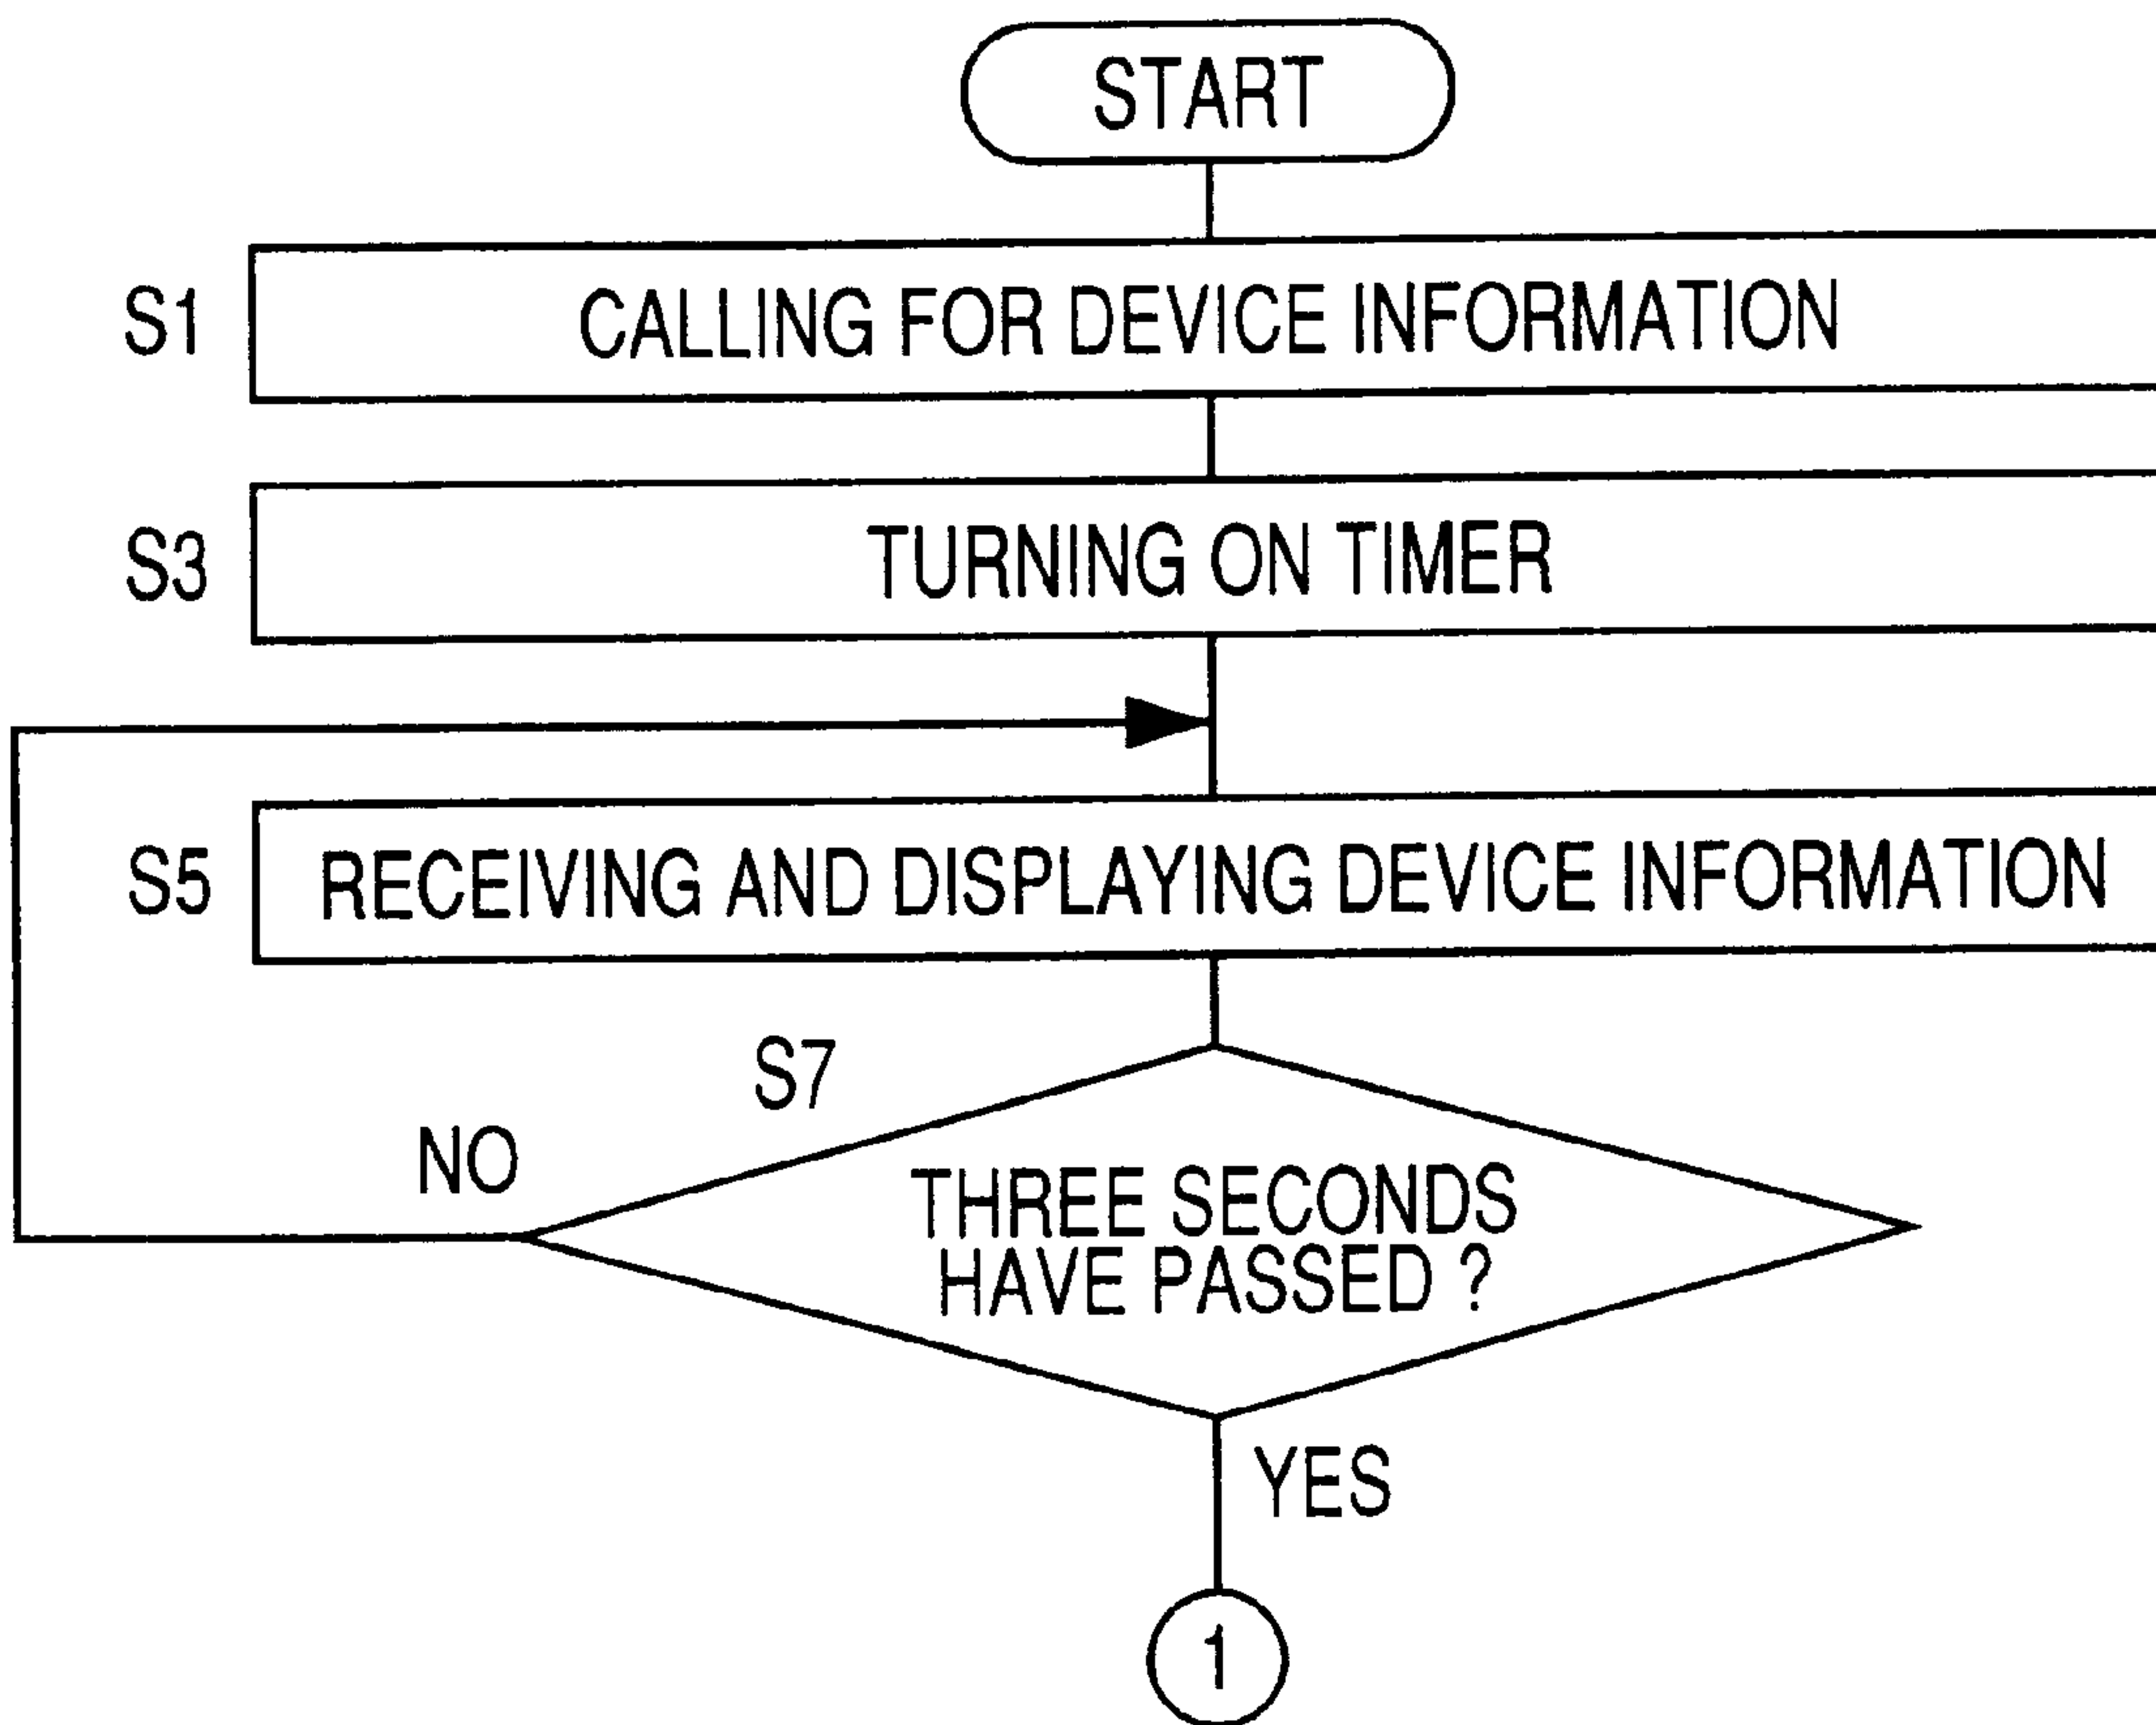 START
S1
CALLING FOR DEVICE INFORMATION
S3
TURNING ON TIMER
S5
RECEIVING AND DISPLAYING DEVICE INFORMATION
S7
NO
THREE SECONDS
HAVE PASSED ?
YES
1